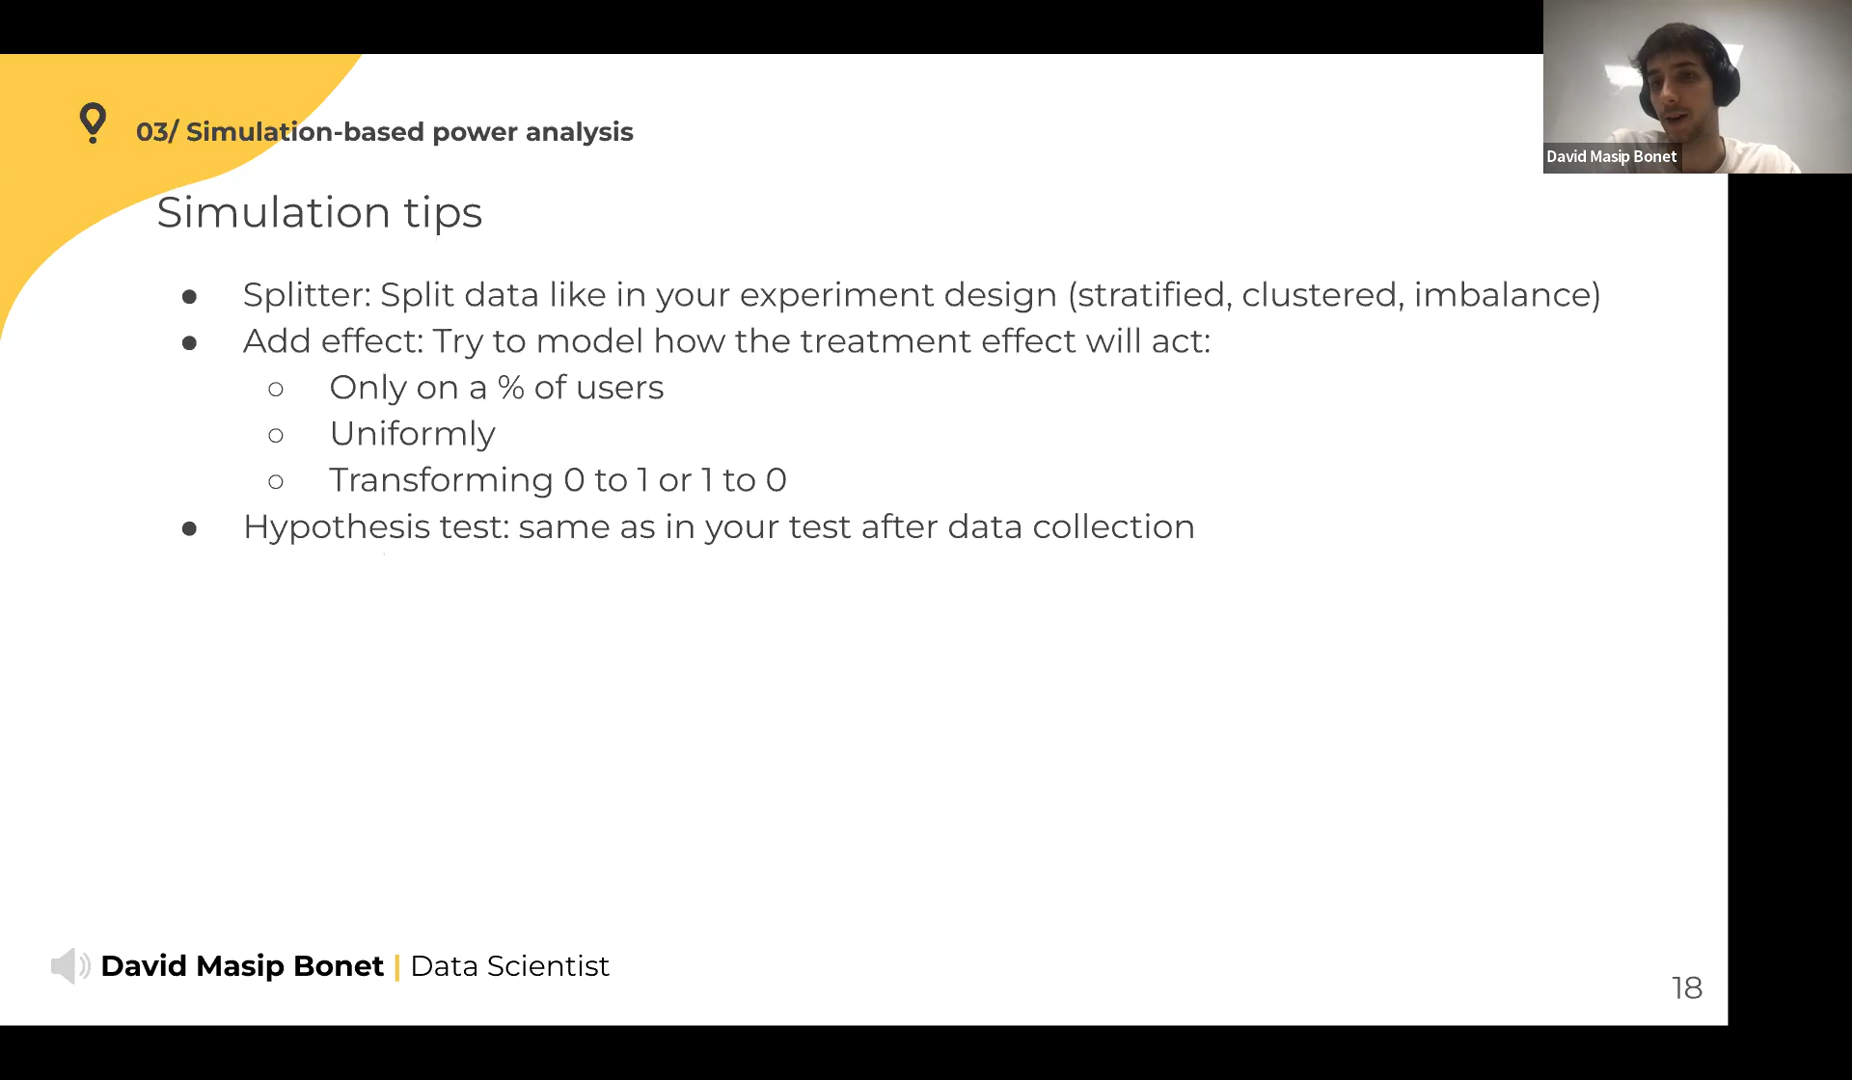 David Masip Bonet
03/ Simulation-based power analysis
Simulation tips
● Splitter: Split data like in your experiment design (stratified, clustered, imbalance)
● Add effect: Try to model how the treatment effect will act:
○ Only on a % of users
○ Uniformly
○ Transforming 0 to 1 or 1 to 0
● Hypothesis test: same as in your test after data collection
David Masip Bonet | Data Scientist
18